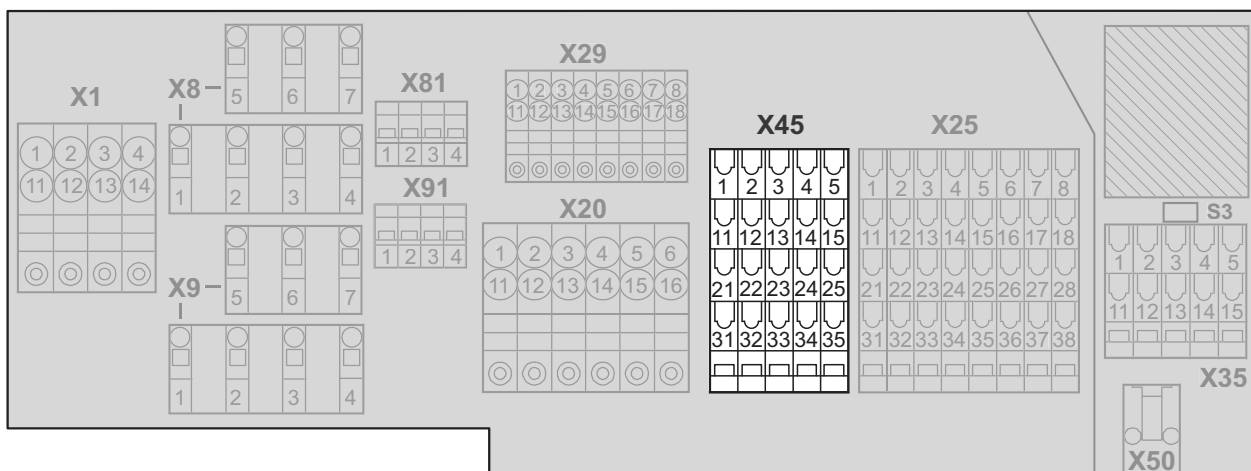 X1
1 2 3 4
11 12 13 14
X8
5 6 7
1 2 3 4
X9
5 6 7
1 2 3 4
X81
1 2 3 4
X91
1 2 3 4
X29
1 2 3 4 5 6 7 8
11 12 13 14 15 16 17 18
X20
1 2 3 4 5 6
11 12 13 14 15 16
X45
1 2 3 4 5
11 12 13 14 15
21 22 23 24 25
31 32 33 34 35
X25
1 2 3 4 5 6 7 8
11 12 13 14 15 16 17 18
21 22 23 24 25 26 27 28
31 32 33 34 35 36 37 38
S3
1 2 3 4 5
11 12 13 14 15
X35
X50